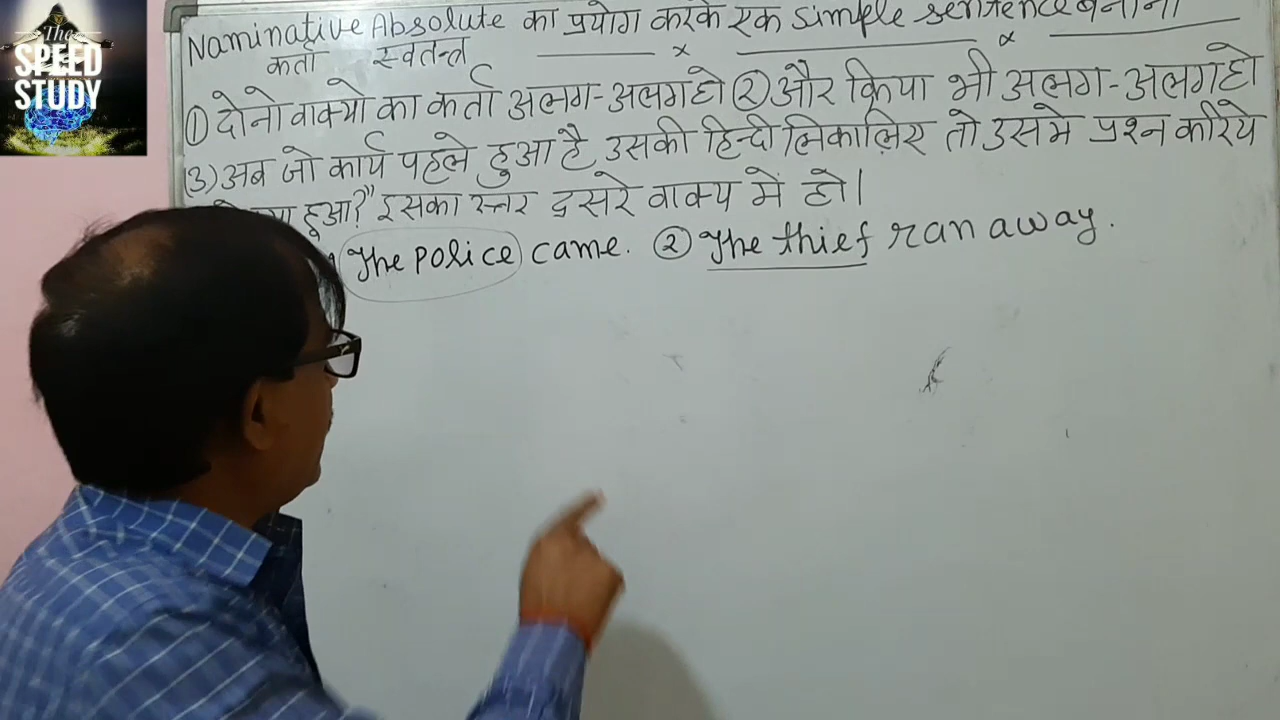 The
SPEED
STUDY
Naminative Absolute का प्रयोग करके एक simple sentence बनाना
कर्ता स्वतन्त्र
① दोनो वाक्यो का कर्ता अलग-अलग हो ② और क्रिया भी अलग-अलग हो
(3) अब जो कार्य पहले हुआ है उसकी हिन्दी निकालिए तो उसमे प्रश्न करिये
हुआ?" इसका उत्तर दूसरे वाक्य में हो।
The police came. ② The thief ran away.